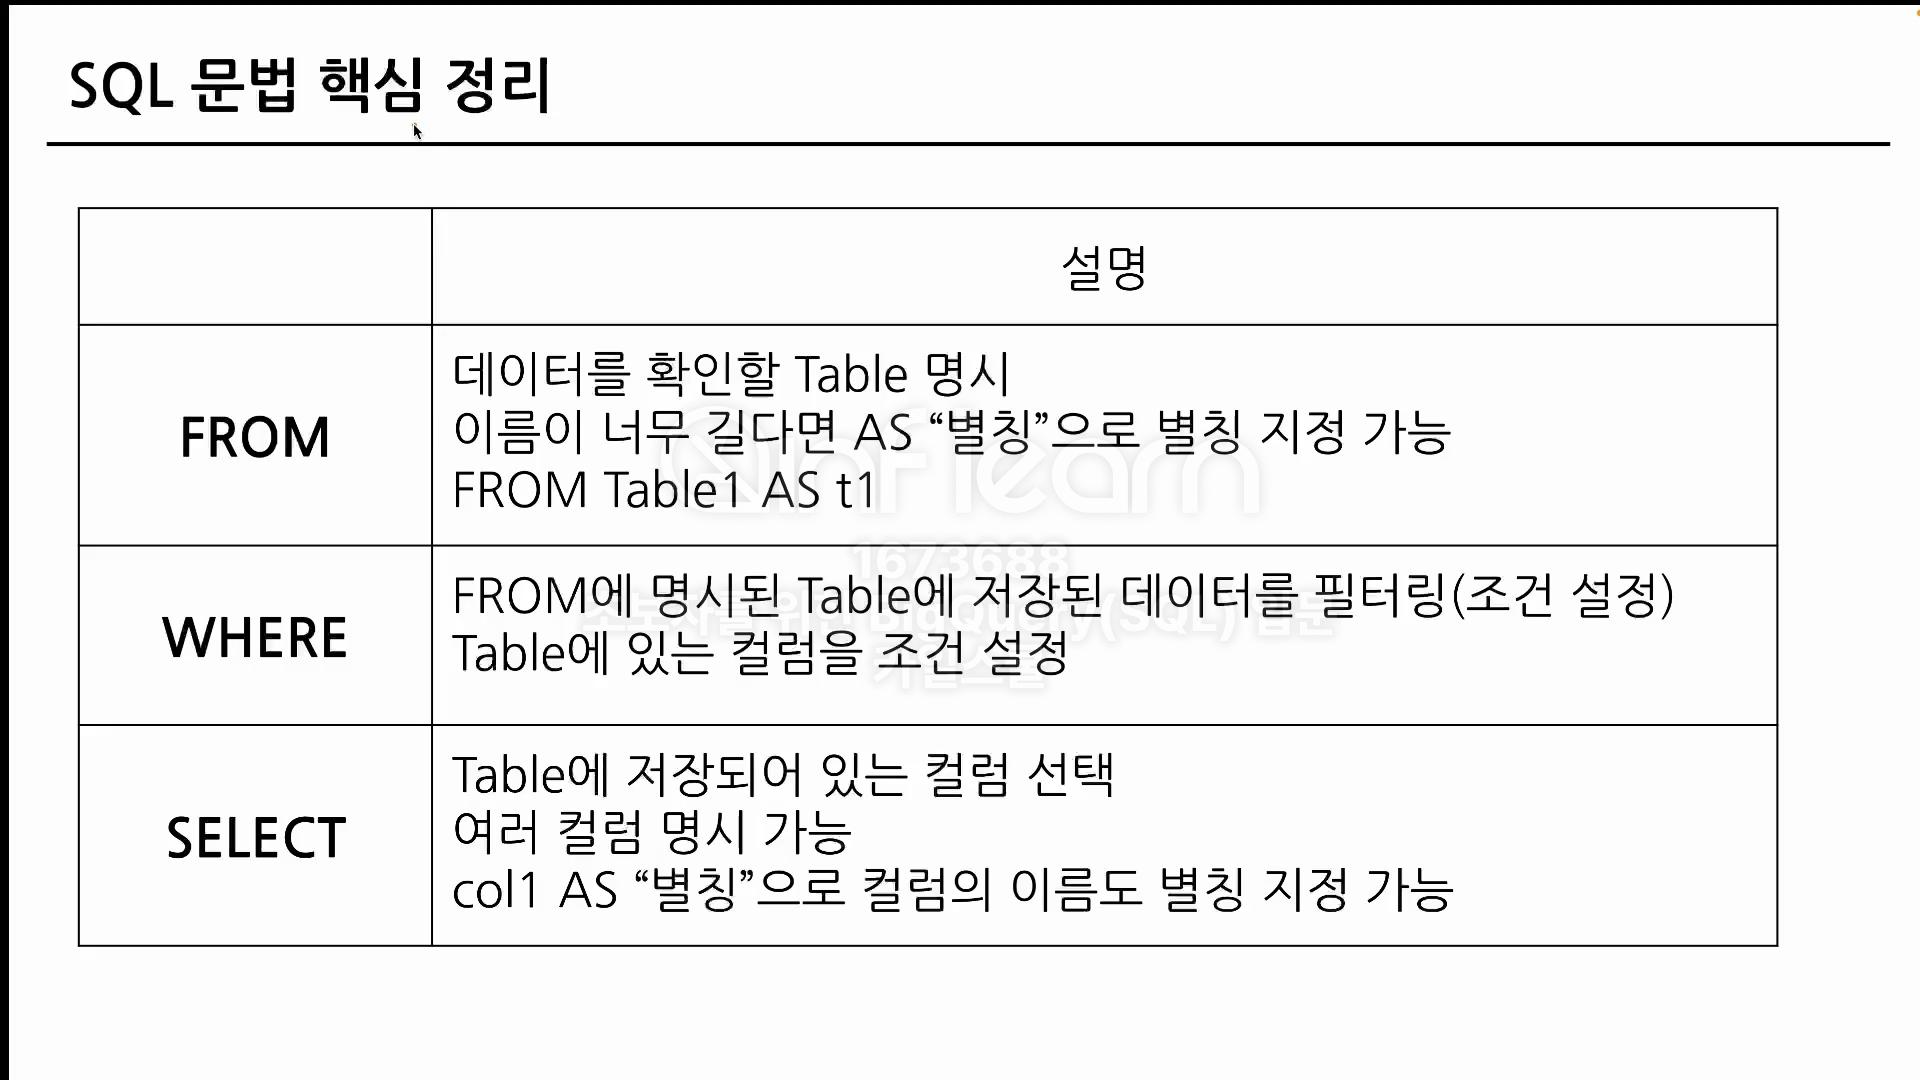 SQL 문법 핵심 정리
설명
FROM
데이터를 확인할 Table 명시
이름이 너무 길다면 AS “별칭”으로 별칭 지정 가능
FROM Table1 AS t1
inflearn
1673688
WHERE
FROM에 명시된 Table에 저장된 데이터를 필터링(조건 설정)
초보자를 위한 BigQuery(SQL) 입문
Table에 있는 컬럼을 조건 설정
SELECT
Table에 저장되어 있는 컬럼 선택
여러 컬럼 명시 가능
col1 AS “별칭”으로 컬럼의 이름도 별칭 지정 가능